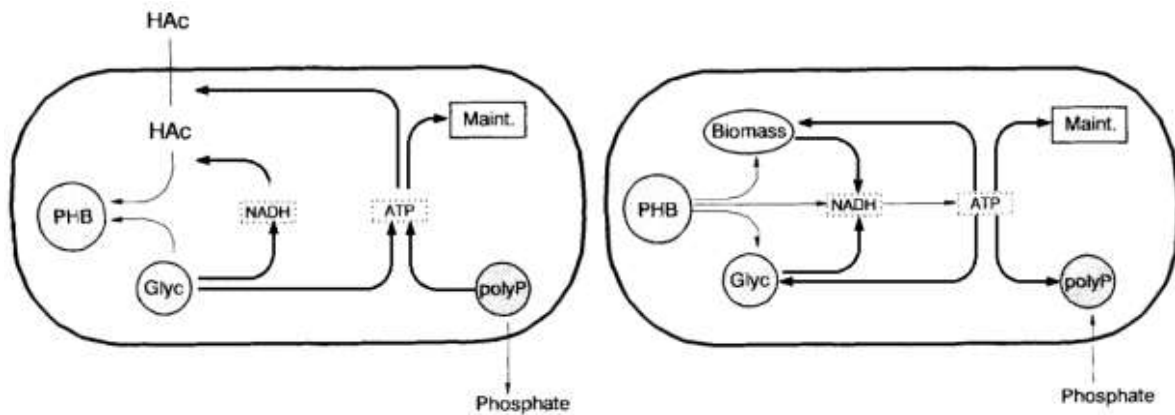 HAc
HAc
Maint.
PHB
NADH
ATP
Glyc
polyP
Phosphate
Biomass
Maint.
PHB
NADH
ATP
Glyc
polyP
Phosphate